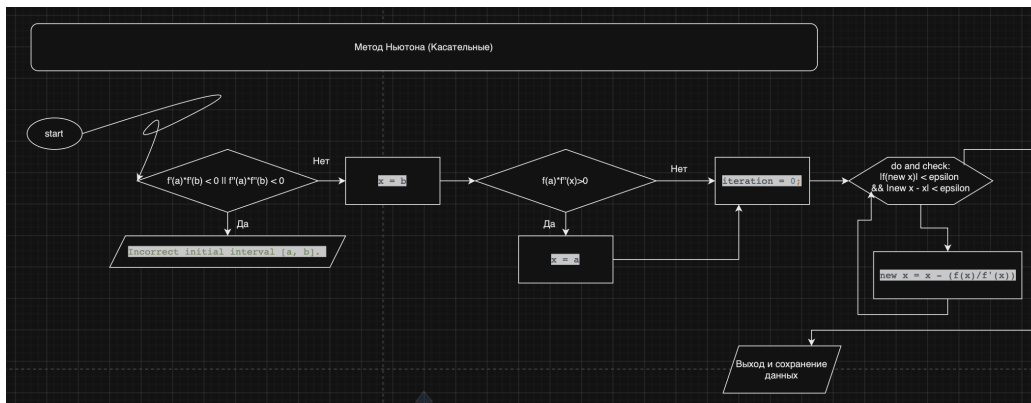 Метод Ньютона (Касательные)
start
f'(a)*f'(b) < 0 || f''(a)*f''(b) < 0
Нет
Да
Incorrect initial interval [a, b].
x = b
f(a)*f''(x)>0
Нет
Да
x = a
iteration = 0;
do and check:
|f(new x)| < epsilon
&& |new x - x| < epsilon
new x = x - (f(x)/f'(x))
Выход и сохранение
данных